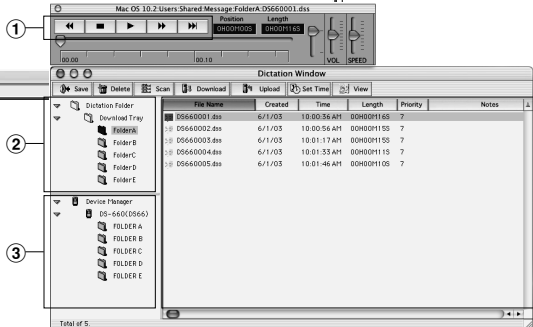 Mac OS 10.2:Users:Shared:Message:FolderA:DS660001.dss
1
Position Length
0H00M00S 0H00M16S
00.00 00.10
VOL SPEED
Dictation Window
Save Delete Scan Download Upload Set Time View
File Name Created Time Length Priority Notes
DS660001.dss 6/1/03 10:00:36 AM 00H00M16S 7
DS660002.dss 6/1/03 10:00:56 AM 00H00M11S 7
DS660003.dss 6/1/03 10:01:17 AM 00H00M11S 7
DS660004.dss 6/1/03 10:01:33 AM 00H00M11S 7
DS660005.dss 6/1/03 10:01:46 AM 00H00M10S 7
2
Dictation Folder
Download Tray
FolderA
FolderB
FolderC
FolderD
FolderE
3
Device Manager
DS-660(DS66)
FOLDER A
FOLDER B
FOLDER C
FOLDER D
FOLDER E
Total of 5.